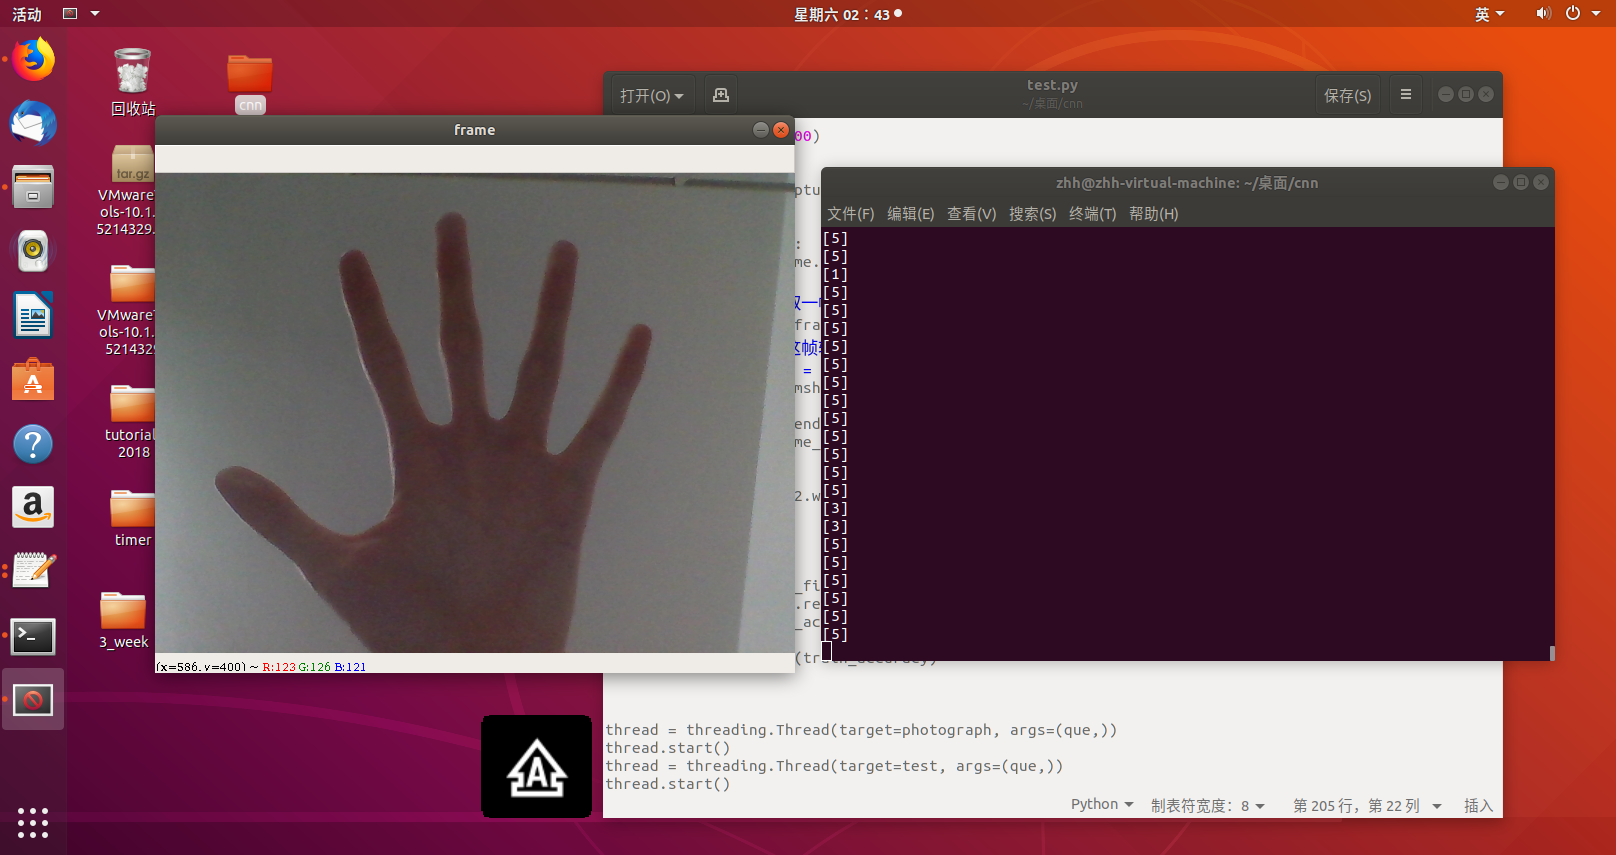 活动
星期六 02：43
英
回收站
cnn
tar.gz
VMware
ols-10.1.
5214329.
VMware
ols-10.1.
5214329
tutorial
2018
timer
3_week
frame
(x=586, y=400) ~ R:123 G:126 B:121
打开(O)
test.py
~/桌面/cnn
保存(S)
00)
ptu
:
me.
fra
这帧
=
msh
end
me_
2.w
_fi
.re
_ac
(truth_accuracy)
thread = threading.Thread(target=photograph, args=(que,))
thread.start()
thread = threading.Thread(target=test, args=(que,))
thread.start()
Python
制表符宽度：8
第 205 行，第 22 列
插入
zhh@zhh-virtual-machine: ~/桌面/cnn
文件(F) 编辑(E) 查看(V) 搜索(S) 终端(T) 帮助(H)
[5]
[5]
[1]
[5]
[5]
[5]
[5]
[5]
[5]
[5]
[5]
[5]
[5]
[5]
[5]
[3]
[3]
[5]
[5]
[5]
[5]
[5]
[5]
A